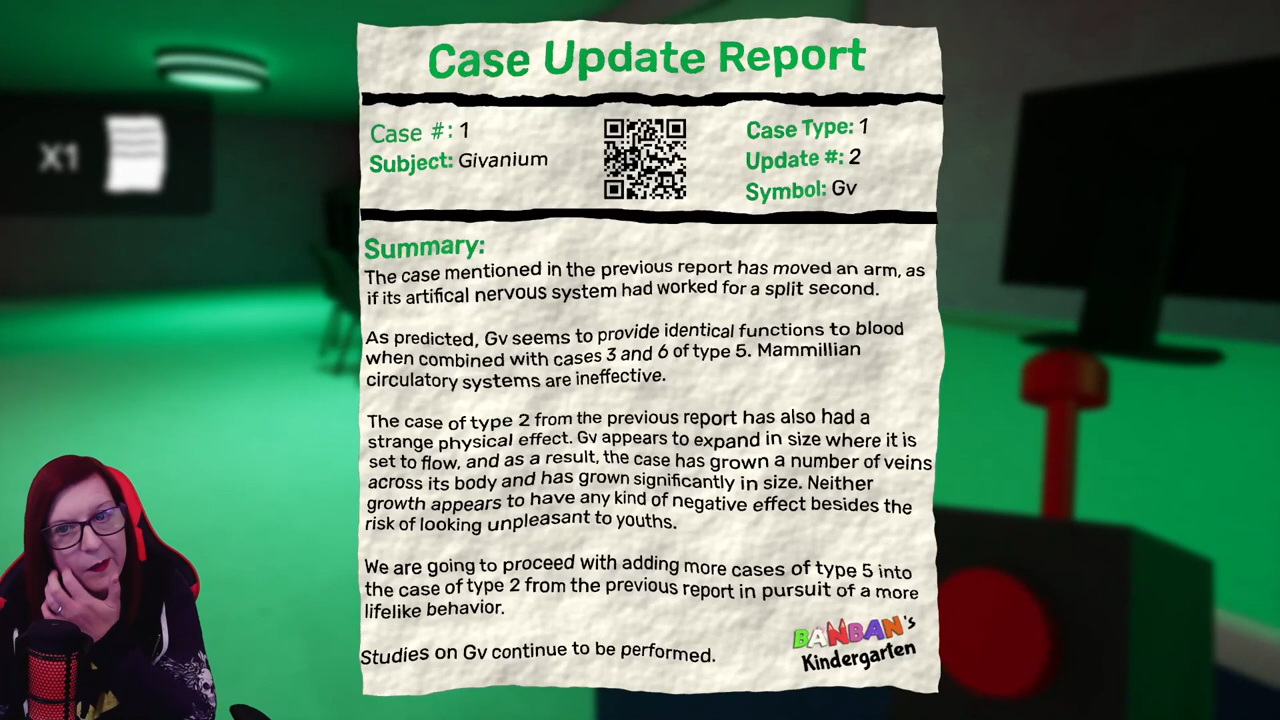 Case Update Report
X1
Case #: 1
Subject: Givanium
Case Type: 1
Update #: 2
Symbol: Gv
Summary:
The case mentioned in the previous report has moved an arm, as
if its artifical nervous system had worked for a split second.
As predicted, Gv seems to provide identical functions to blood
when combined with cases 3 and 6 of type 5. Mammillian
circulatory systems are ineffective.
The case of type 2 from the previous report has also had a
strange physical effect. Gv appears to expand in size where it is
set to flow, and as a result, the case has grown a number of veins
across its body and has grown significantly in size. Neither
growth appears to have any kind of negative effect besides the
risk of looking unpleasant to youths.
We are going to proceed with adding more cases of type 5 into
the case of type 2 from the previous report in pursuit of a more
lifelike behavior.
Studies on Gv continue to be performed.
BANBAN's
Kindergarten